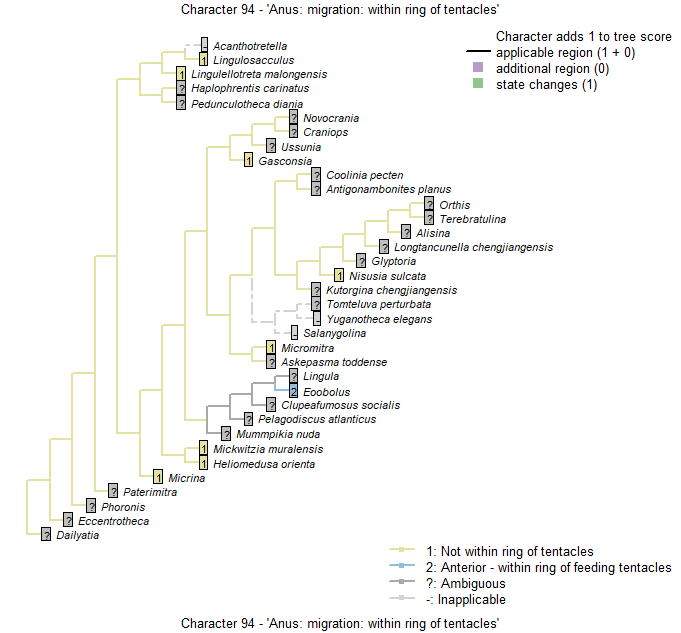 Character 94 - 'Anus: migration: within ring of tentacles'
Character adds 1 to tree score
applicable region (1 + 0)
additional region (0)
state changes (1)
- Acanthotretella
1 Lingulosacculus
1 Lingulellotreta malongensis
? Haplophrentis carinatus
? Pedunculotheca diania
? Novocrania
? Craniops
? Ussunia
1 Gasconsia
? Coolinia pecten
? Antigonambonites planus
? Orthis
? Terebratulina
? Alisina
? Longtancunella chengjiangensis
? Glyptoria
1 Nisusia sulcata
? Kutorgina chengjiangensis
? Tomteluva perturbata
- Yuganotheca elegans
- Salanygolina
1 Micromitra
? Askepasma toddense
? Lingula
2 Eoobolus
? Clupeafumosus socialis
? Pelagodiscus atlanticus
? Mummpikia nuda
1 Mickwitzia muralensis
1 Heliomedusa orienta
1 Micrina
? Paterimitra
? Phoronis
? Eccentrotheca
? Dailyatia
1: Not within ring of tentacles
2: Anterior - within ring of feeding tentacles
?: Ambiguous
-: Inapplicable
Character 94 - 'Anus: migration: within ring of tentacles'